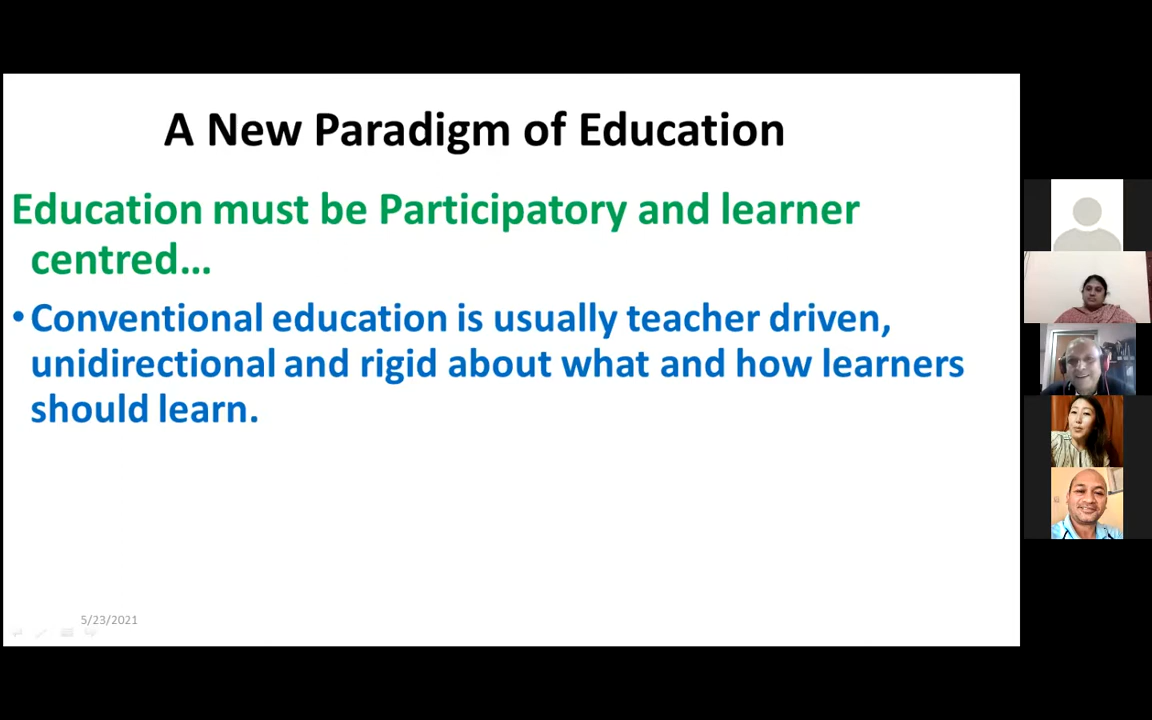 A New Paradigm of Education
Education must be Participatory and learner
centred...
• Conventional education is usually teacher driven,
unidirectional and rigid about what and how learners
should learn.
5/23/2021